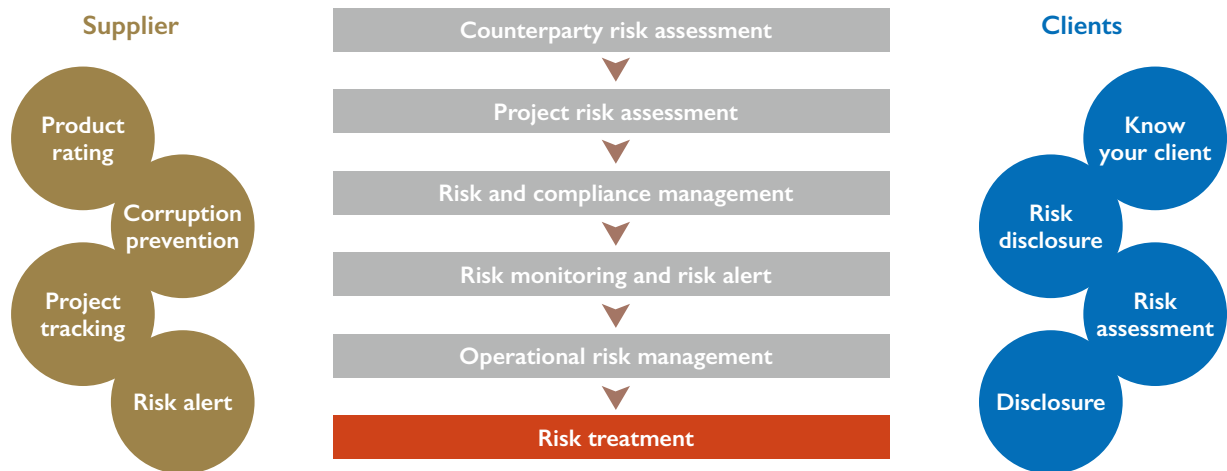 Supplier
Product
rating
Corruption
prevention
Project
tracking
Risk alert
Counterparty risk assessment
Project risk assessment
Risk and compliance management
Risk monitoring and risk alert
Operational risk management
Risk treatment
Clients
Know
your client
Risk
disclosure
Risk
assessment
Disclosure